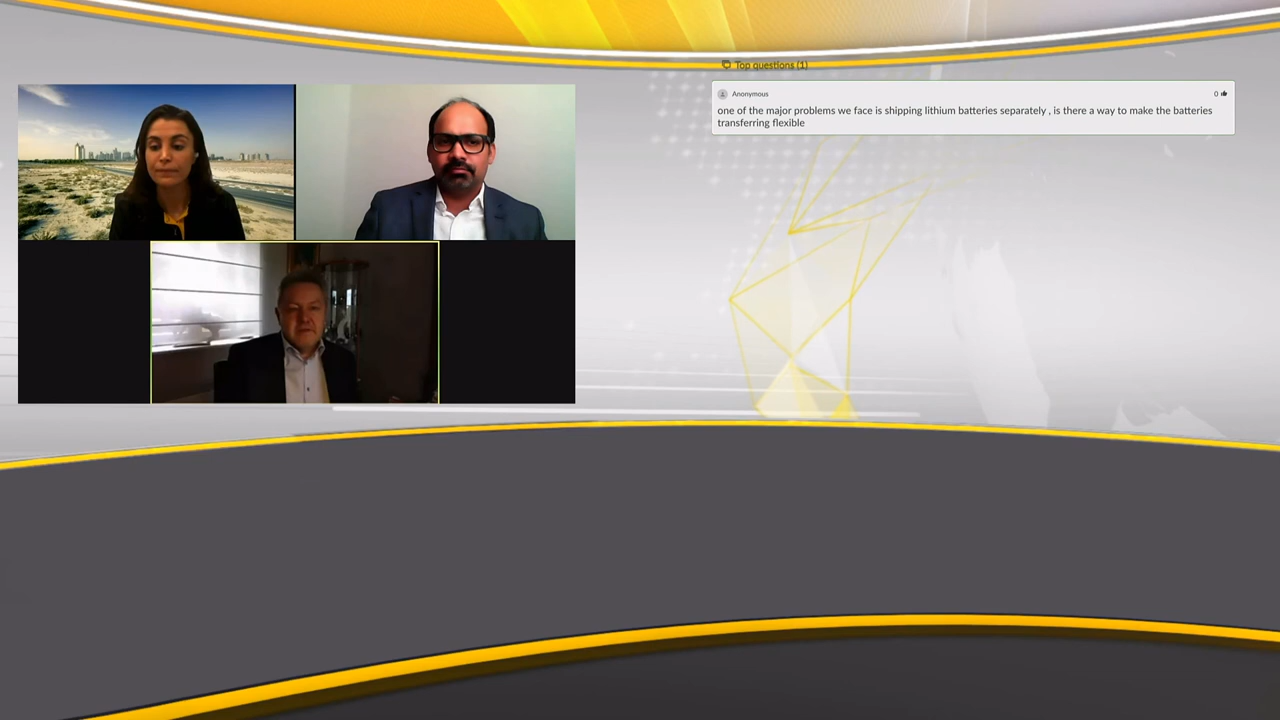 Top questions (1)
Anonymous
0
one of the major problems we face is shipping lithium batteries separately , is there a way to make the batteries
transferring flexible